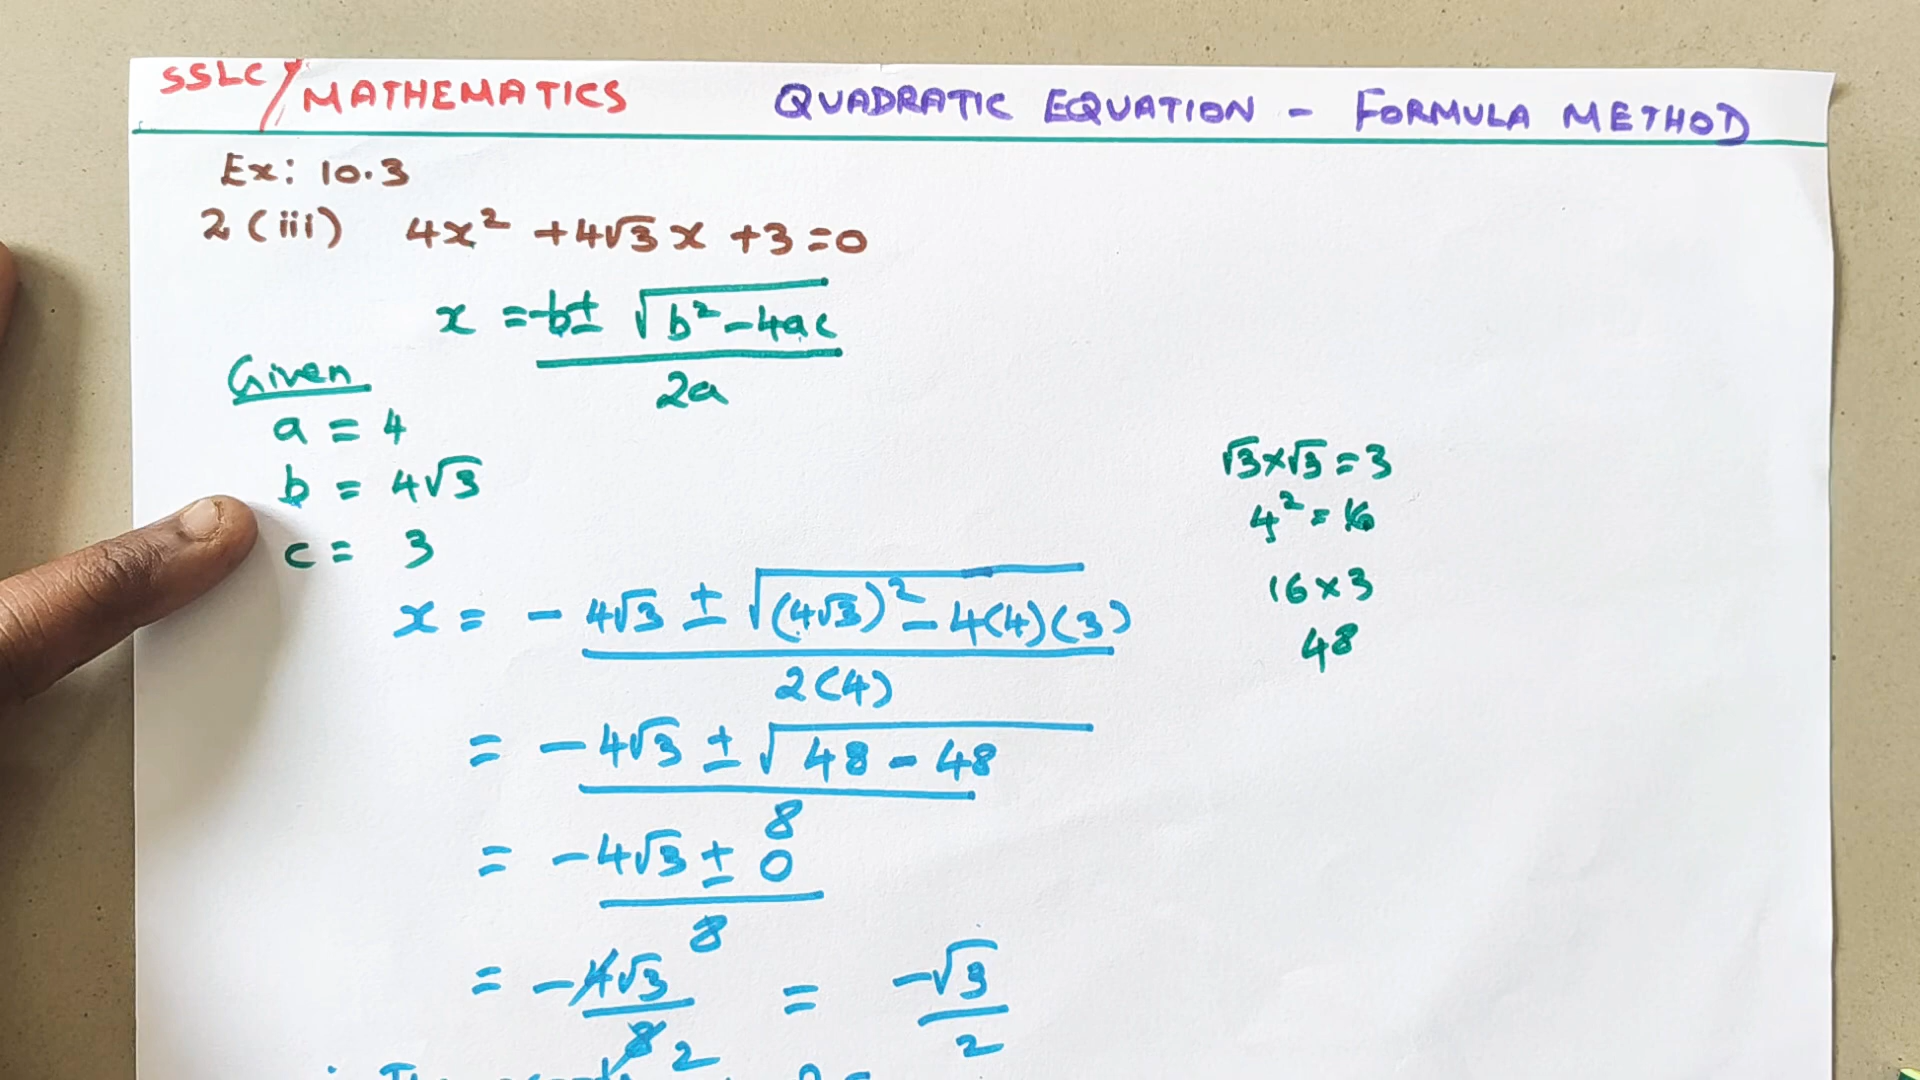 SSLC/ MATHEMATICS QUADRATIC EQUATION - FORMULA METHOD
Ex: 10.3
2 (iii) 4x² + 4√3 x + 3 = 0
x = -b ± √b² - 4ac
2a
Given
a = 4
b = 4√3
c = 3
√3 × √3 = 3
4² = 16
16 × 3
48
x = - 4√3 ± √(4√3)² - 4(4)(3)
2(4)
= - 4√3 ± √48 - 48
8
= - 4√3 ± 0
8
= - 4√3 = -√3
8 2 2